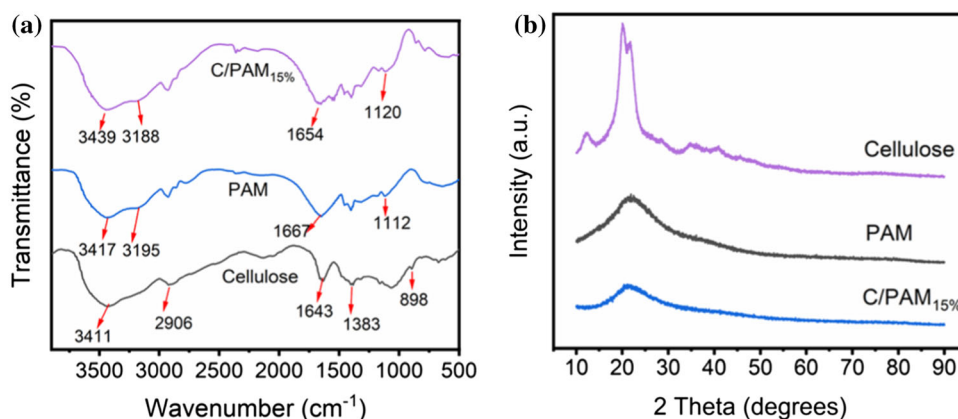 (a)
Transmittance (%)
C/PAM15%
3439
3188
1654
1120
PAM
3417
3195
1667
1112
Cellulose
3411
2906
1643
1383
898
3500 3000 2500 2000 1500 1000 500
Wavenumber (cm-1)
(b)
Intensity (a.u.)
Cellulose
PAM
C/PAM15%
10 20 30 40 50 60 70 80 90
2 Theta (degrees)